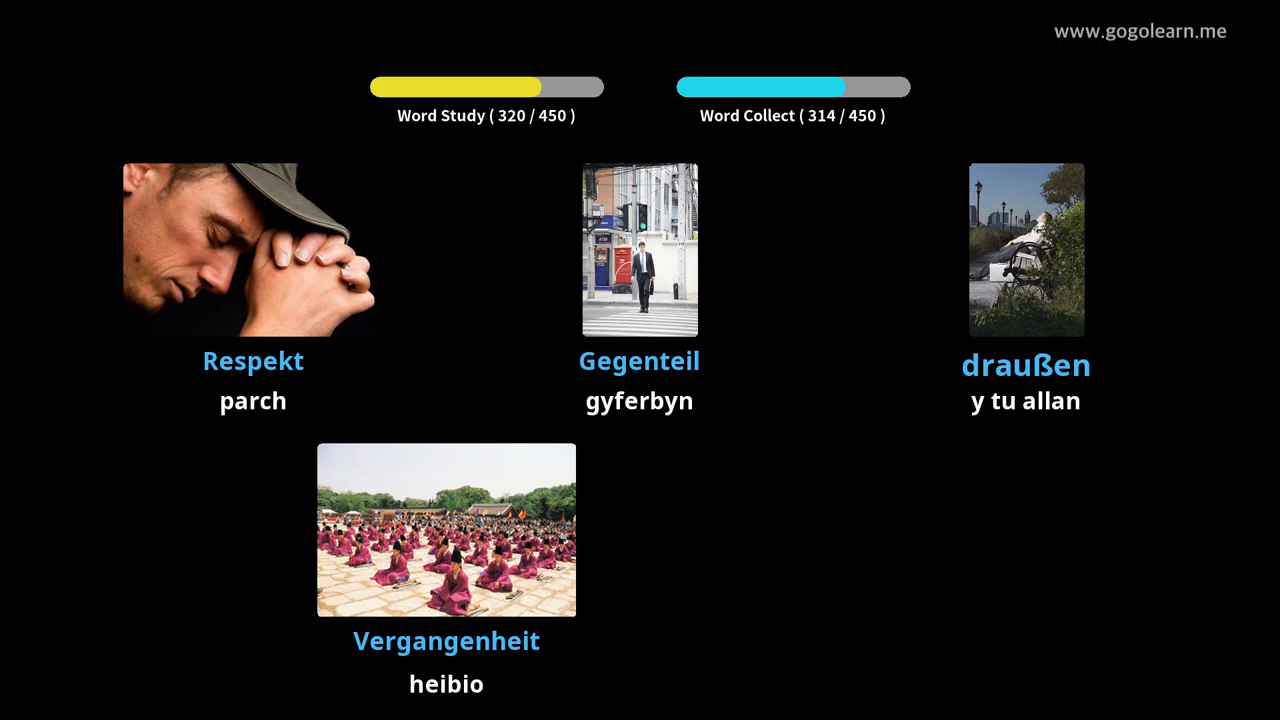 www.gogolearn.me
Word Study ( 320 / 450 )
Word Collect ( 314 / 450 )
Respekt
parch
Gegenteil
gyferbyn
draußen
y tu allan
Vergangenheit
heibio